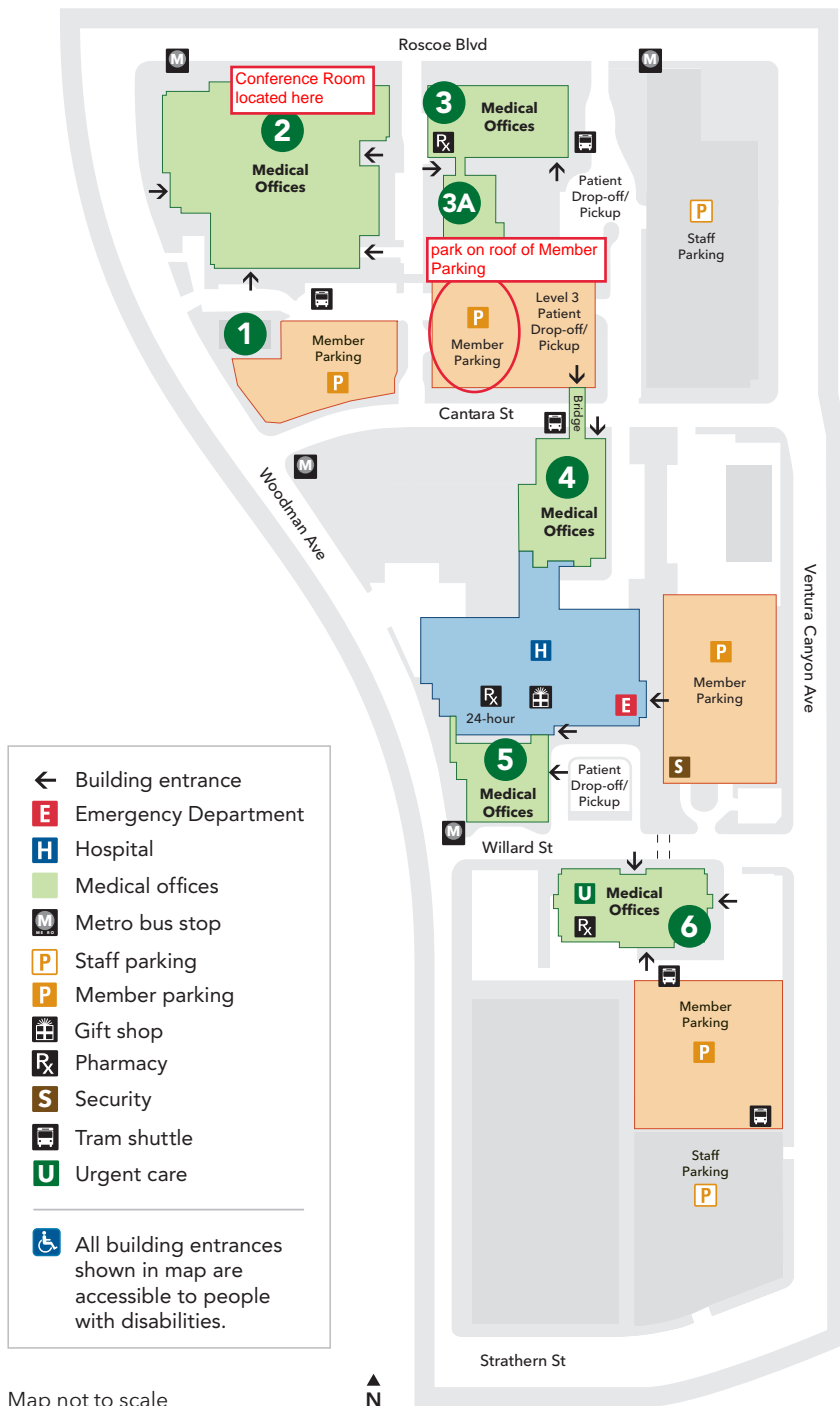 Roscoe Blvd
M
M
Conference Room
located here
2
Medical
Offices
3
Medical
Offices
Rx
3A
Patient
Drop-off/
Pickup
P
Staff
Parking
park on roof of Member
Parking
1
Member
Parking
P
P
Member
Parking
Level 3
Patient
Drop-off/
Pickup
Cantara St
Bridge
M
Woodman Ave
4
Medical
Offices
Ventura Canyon Ave
H
Rx
24-hour
E
P
Member
Parking
S
5
Medical
Offices
Patient
Drop-off/
Pickup
M
Willard St
U
Medical
Offices
Rx
6
Member
Parking
P
Staff
Parking
P
Strathern St
Building entrance
E Emergency Department
H Hospital
Medical offices
M METRO Metro bus stop
P Staff parking
P Member parking
Gift shop
Rx Pharmacy
S Security
Tram shuttle
U Urgent care
All building entrances
shown in map are
accessible to people
with disabilities.
Map not to scale
N